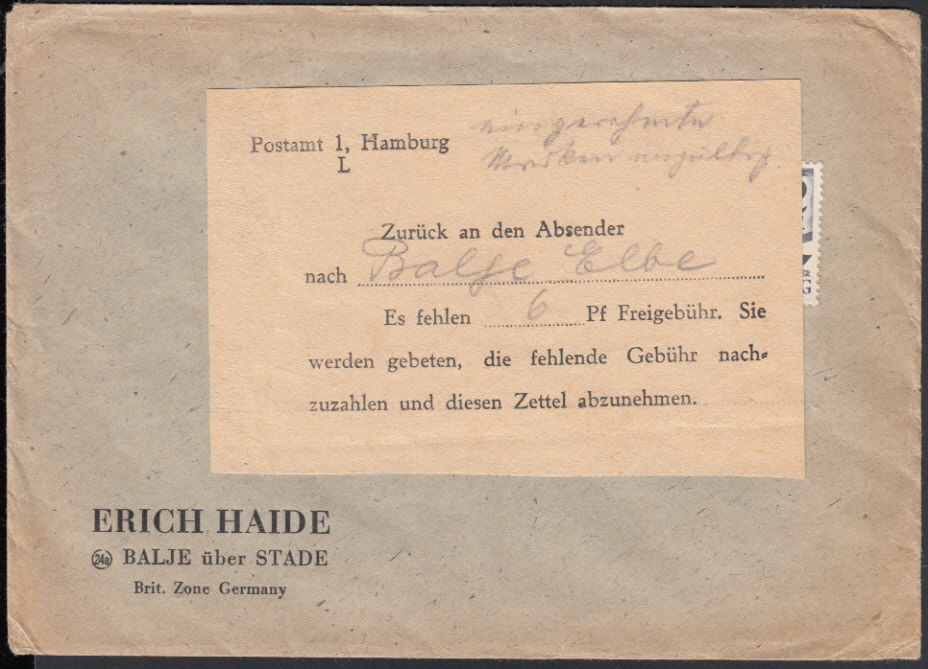 Postamt 1, Hamburg
L
ungültig
Zurück an den Absender
nach Balje Elbe
Es fehlen 6 Pf Freigebühr. Sie
werden gebeten, die fehlende Gebühr nach-
zuzahlen und diesen Zettel abzunehmen.
ER
G
ERICH HAIDE
24a BALJE über STADE
Brit. Zone Germany